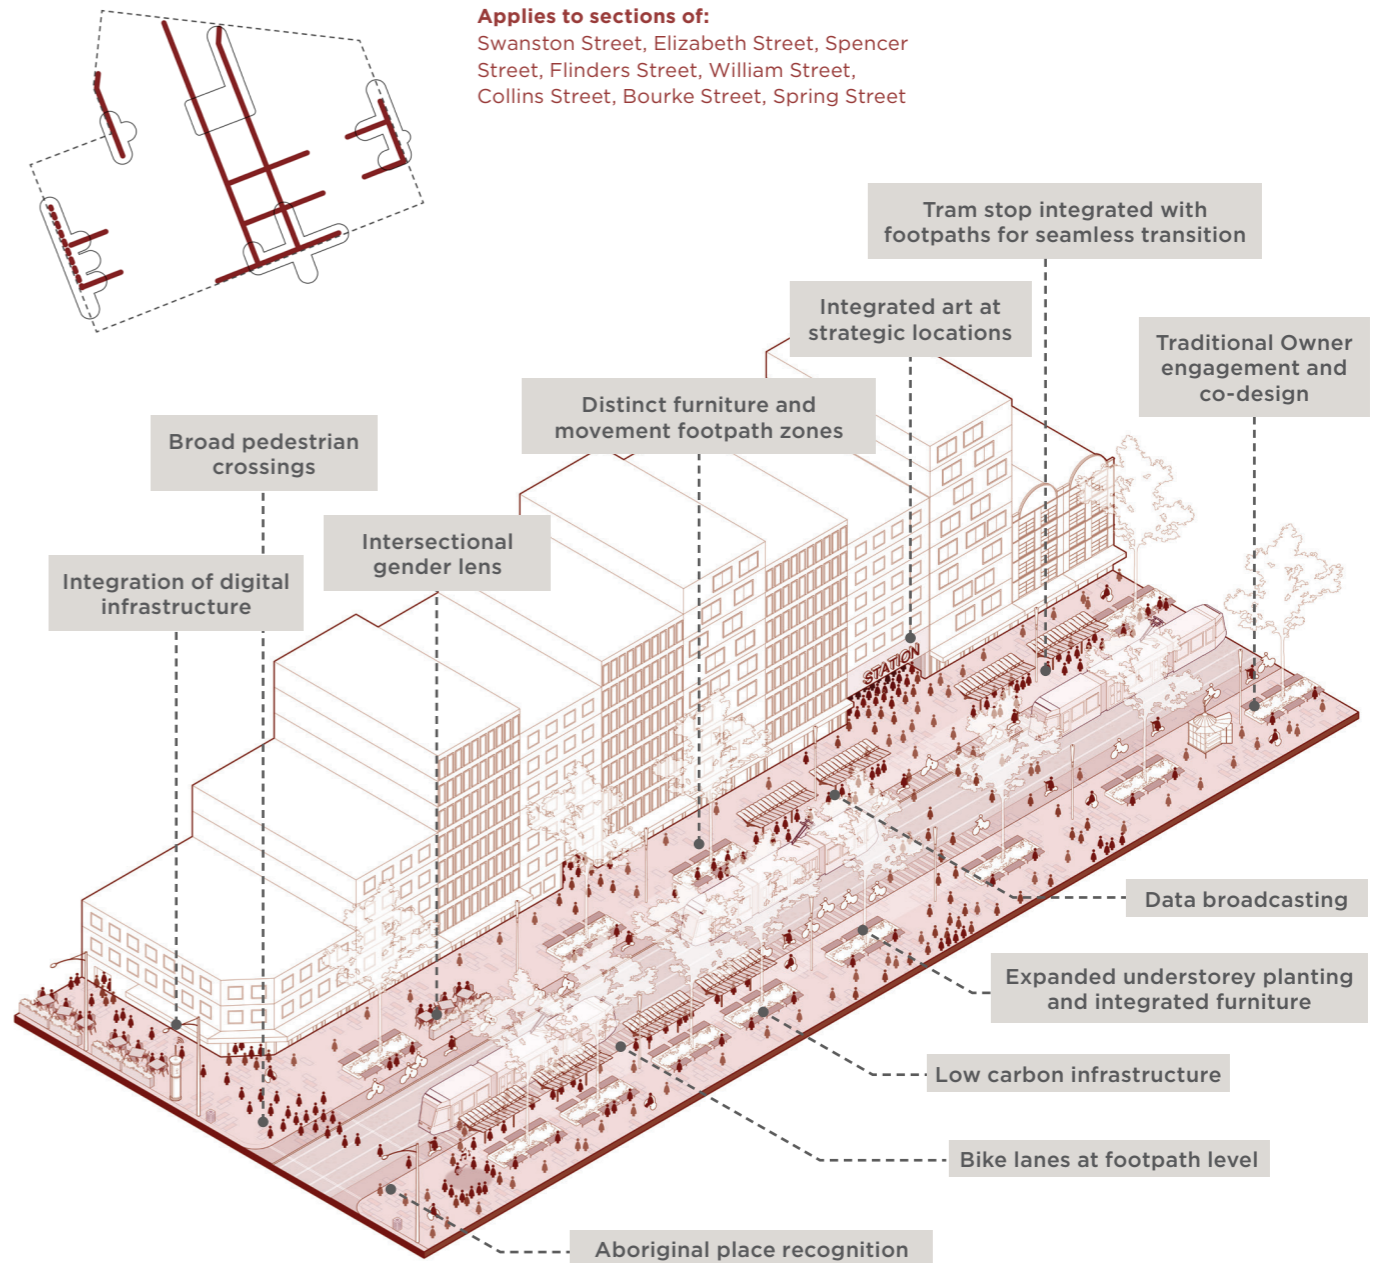 Applies to sections of:
Swanston Street, Elizabeth Street, Spencer
Street, Flinders Street, William Street,
Collins Street, Bourke Street, Spring Street
Tram stop integrated with
footpaths for seamless transition
Integrated art at
strategic locations
Traditional Owner
engagement and
co-design
Distinct furniture and
movement footpath zones
Broad pedestrian
crossings
Intersectional
gender lens
Integration of digital
infrastructure
STATION
Data broadcasting
Expanded understorey planting
and integrated furniture
Low carbon infrastructure
Bike lanes at footpath level
Aboriginal place recognition